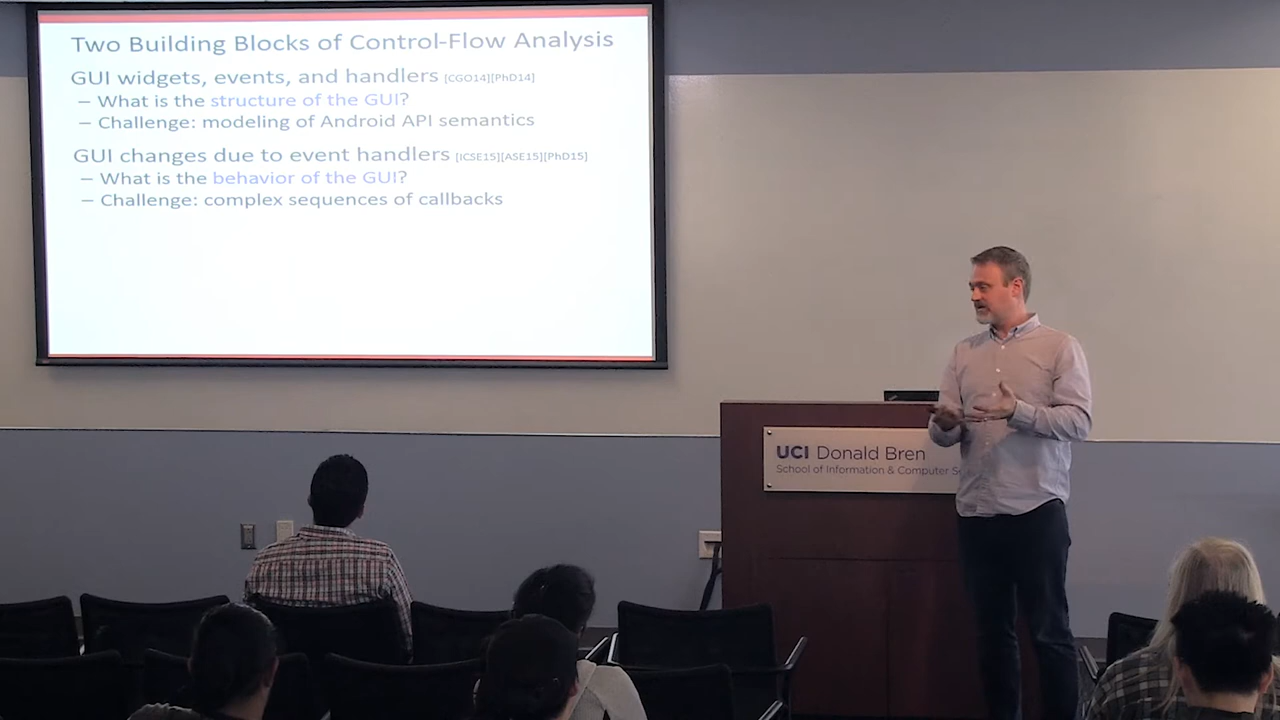 Two Building Blocks of Control-Flow Analysis
GUI widgets, events, and handlers [CGO14][PhD14]
– What is the structure of the GUI?
– Challenge: modeling of Android API semantics
GUI changes due to event handlers [ICSE15][ASE15][PhD15]
– What is the behavior of the GUI?
– Challenge: complex sequences of callbacks
UCI Donald Bren
School of Information & Computer